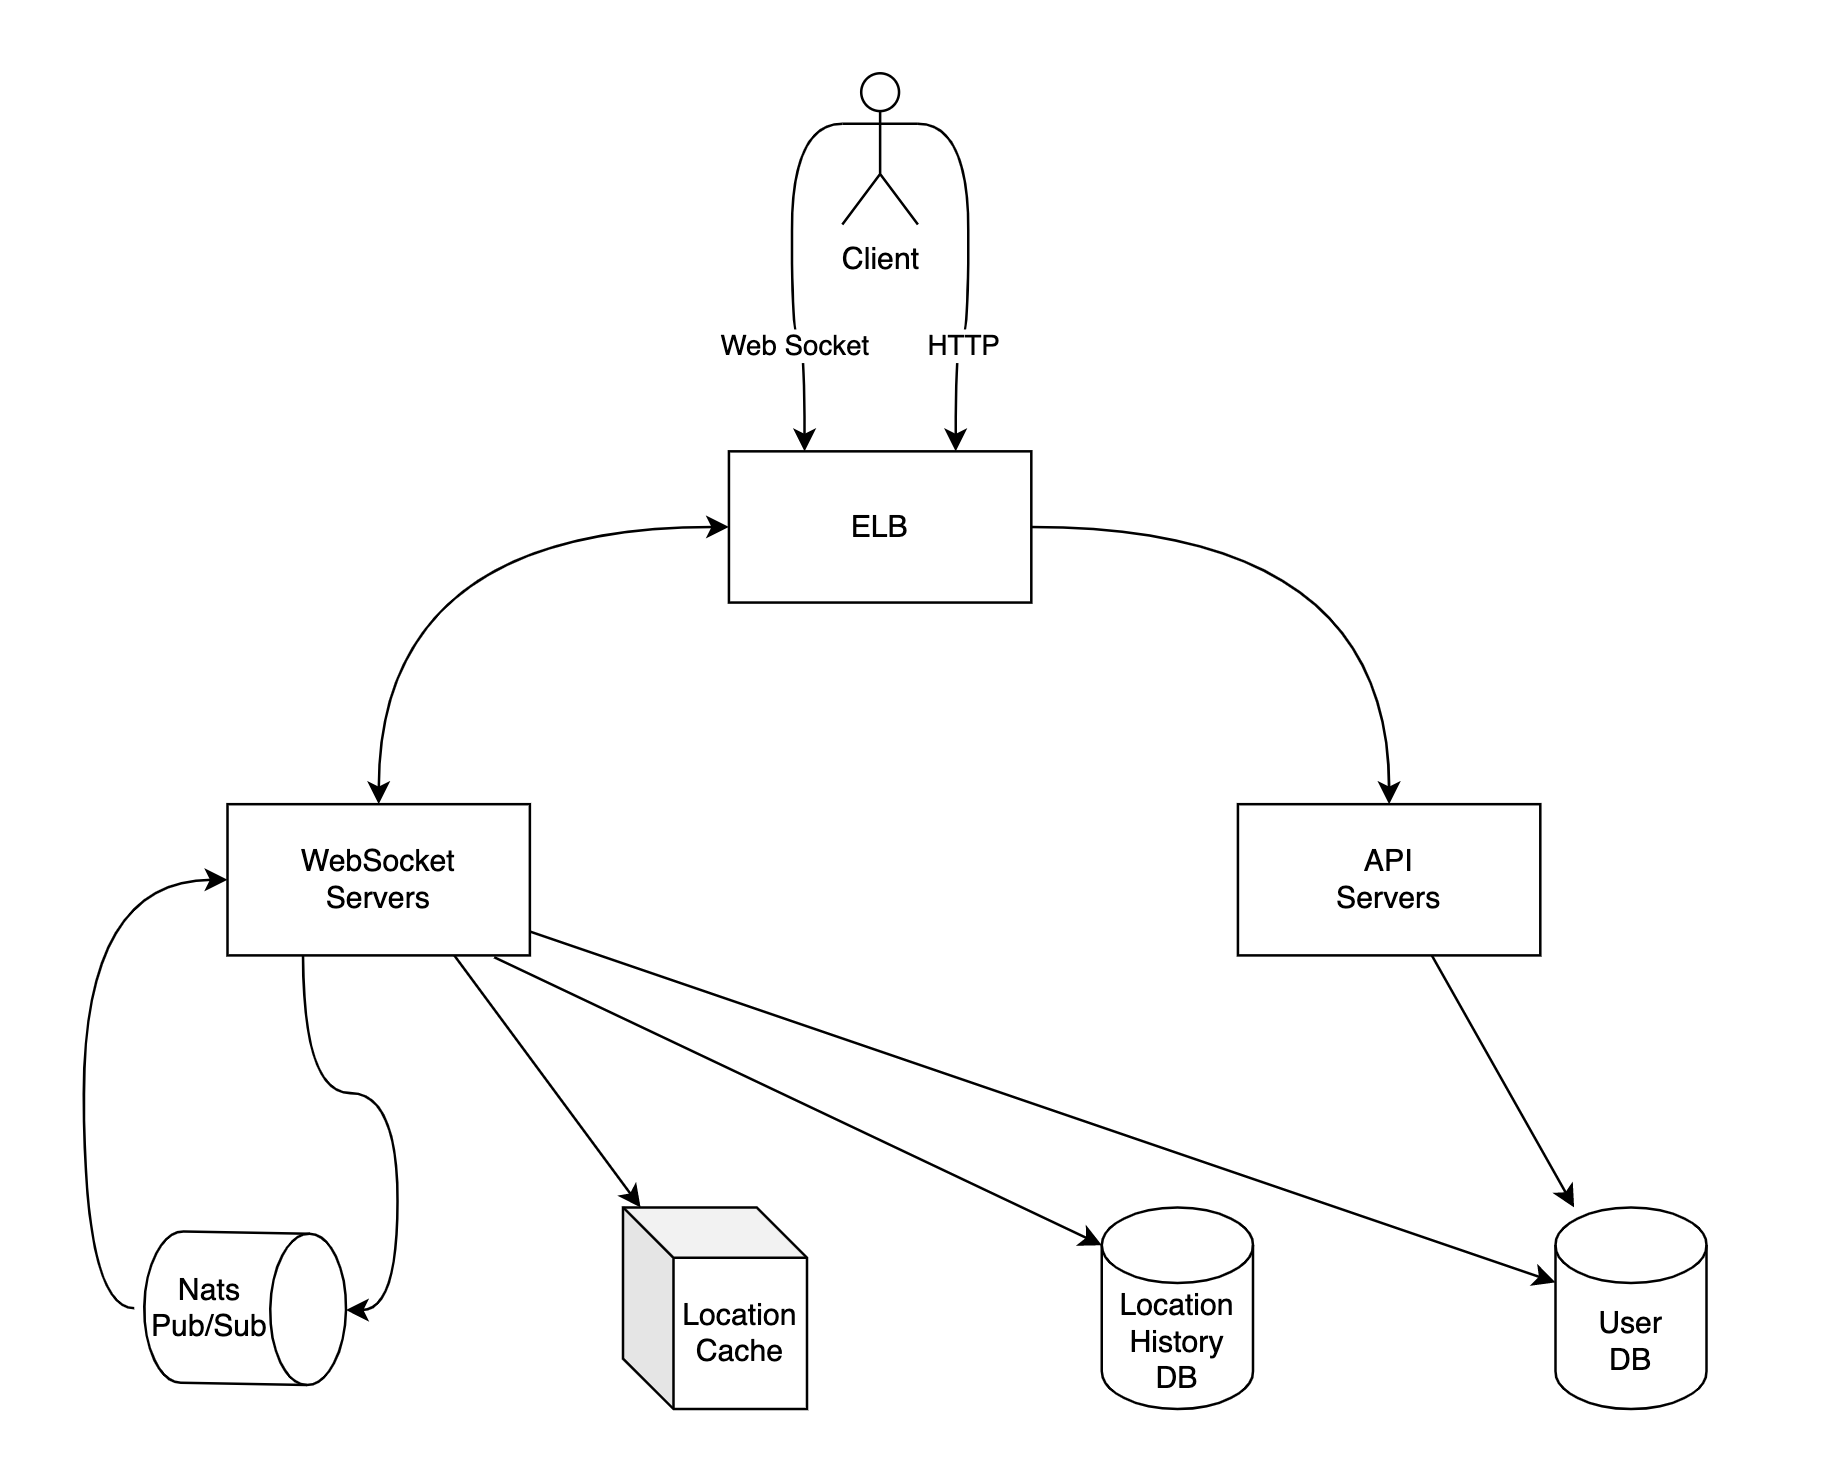 Client
Web Socket
HTTP
ELB
WebSocket
Servers
API
Servers
Nats
Pub/Sub
Location
Cache
Location
History
DB
User
DB